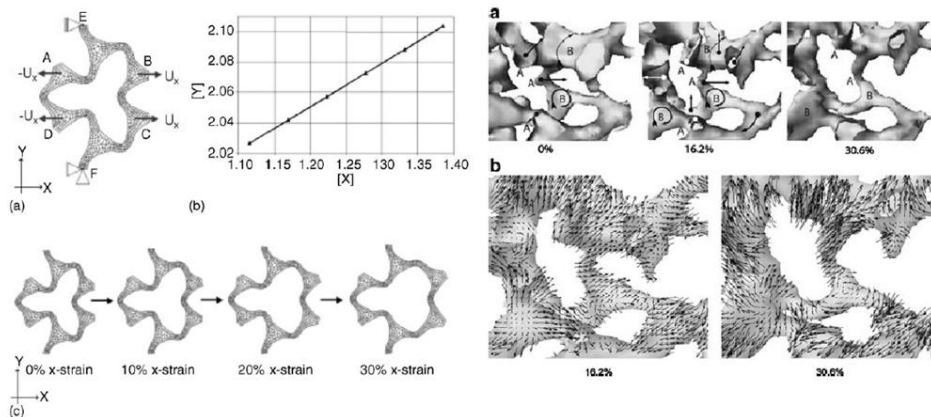 E
A
B
-Uₓ
Uₓ
-Uₓ
Uₓ
D
C
F
Y
X
(a)
[Y]
2.10
2.08
2.06
2.04
2.02
1.10 1.15 1.20 1.25 1.30 1.35 1.40
[X]
(b)
0% x-strain 10% x-strain 20% x-strain 30% x-strain
Y
X
(c)
a
B
A
A
B
A
0%
B
A
A
B
B
A
A
16.2%
A
A
B
B
30.6%
b
16.2%
30.6%